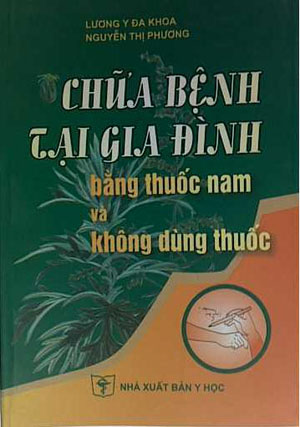 LƯƠNG Y ĐA KHOA
NGUYỄN THỊ PHƯƠNG
CHỮA BỆNH
TẠI GIA ĐÌNH
bằng thuốc nam
và
không dùng thuốc
NHÀ XUẤT BẢN Y HỌC